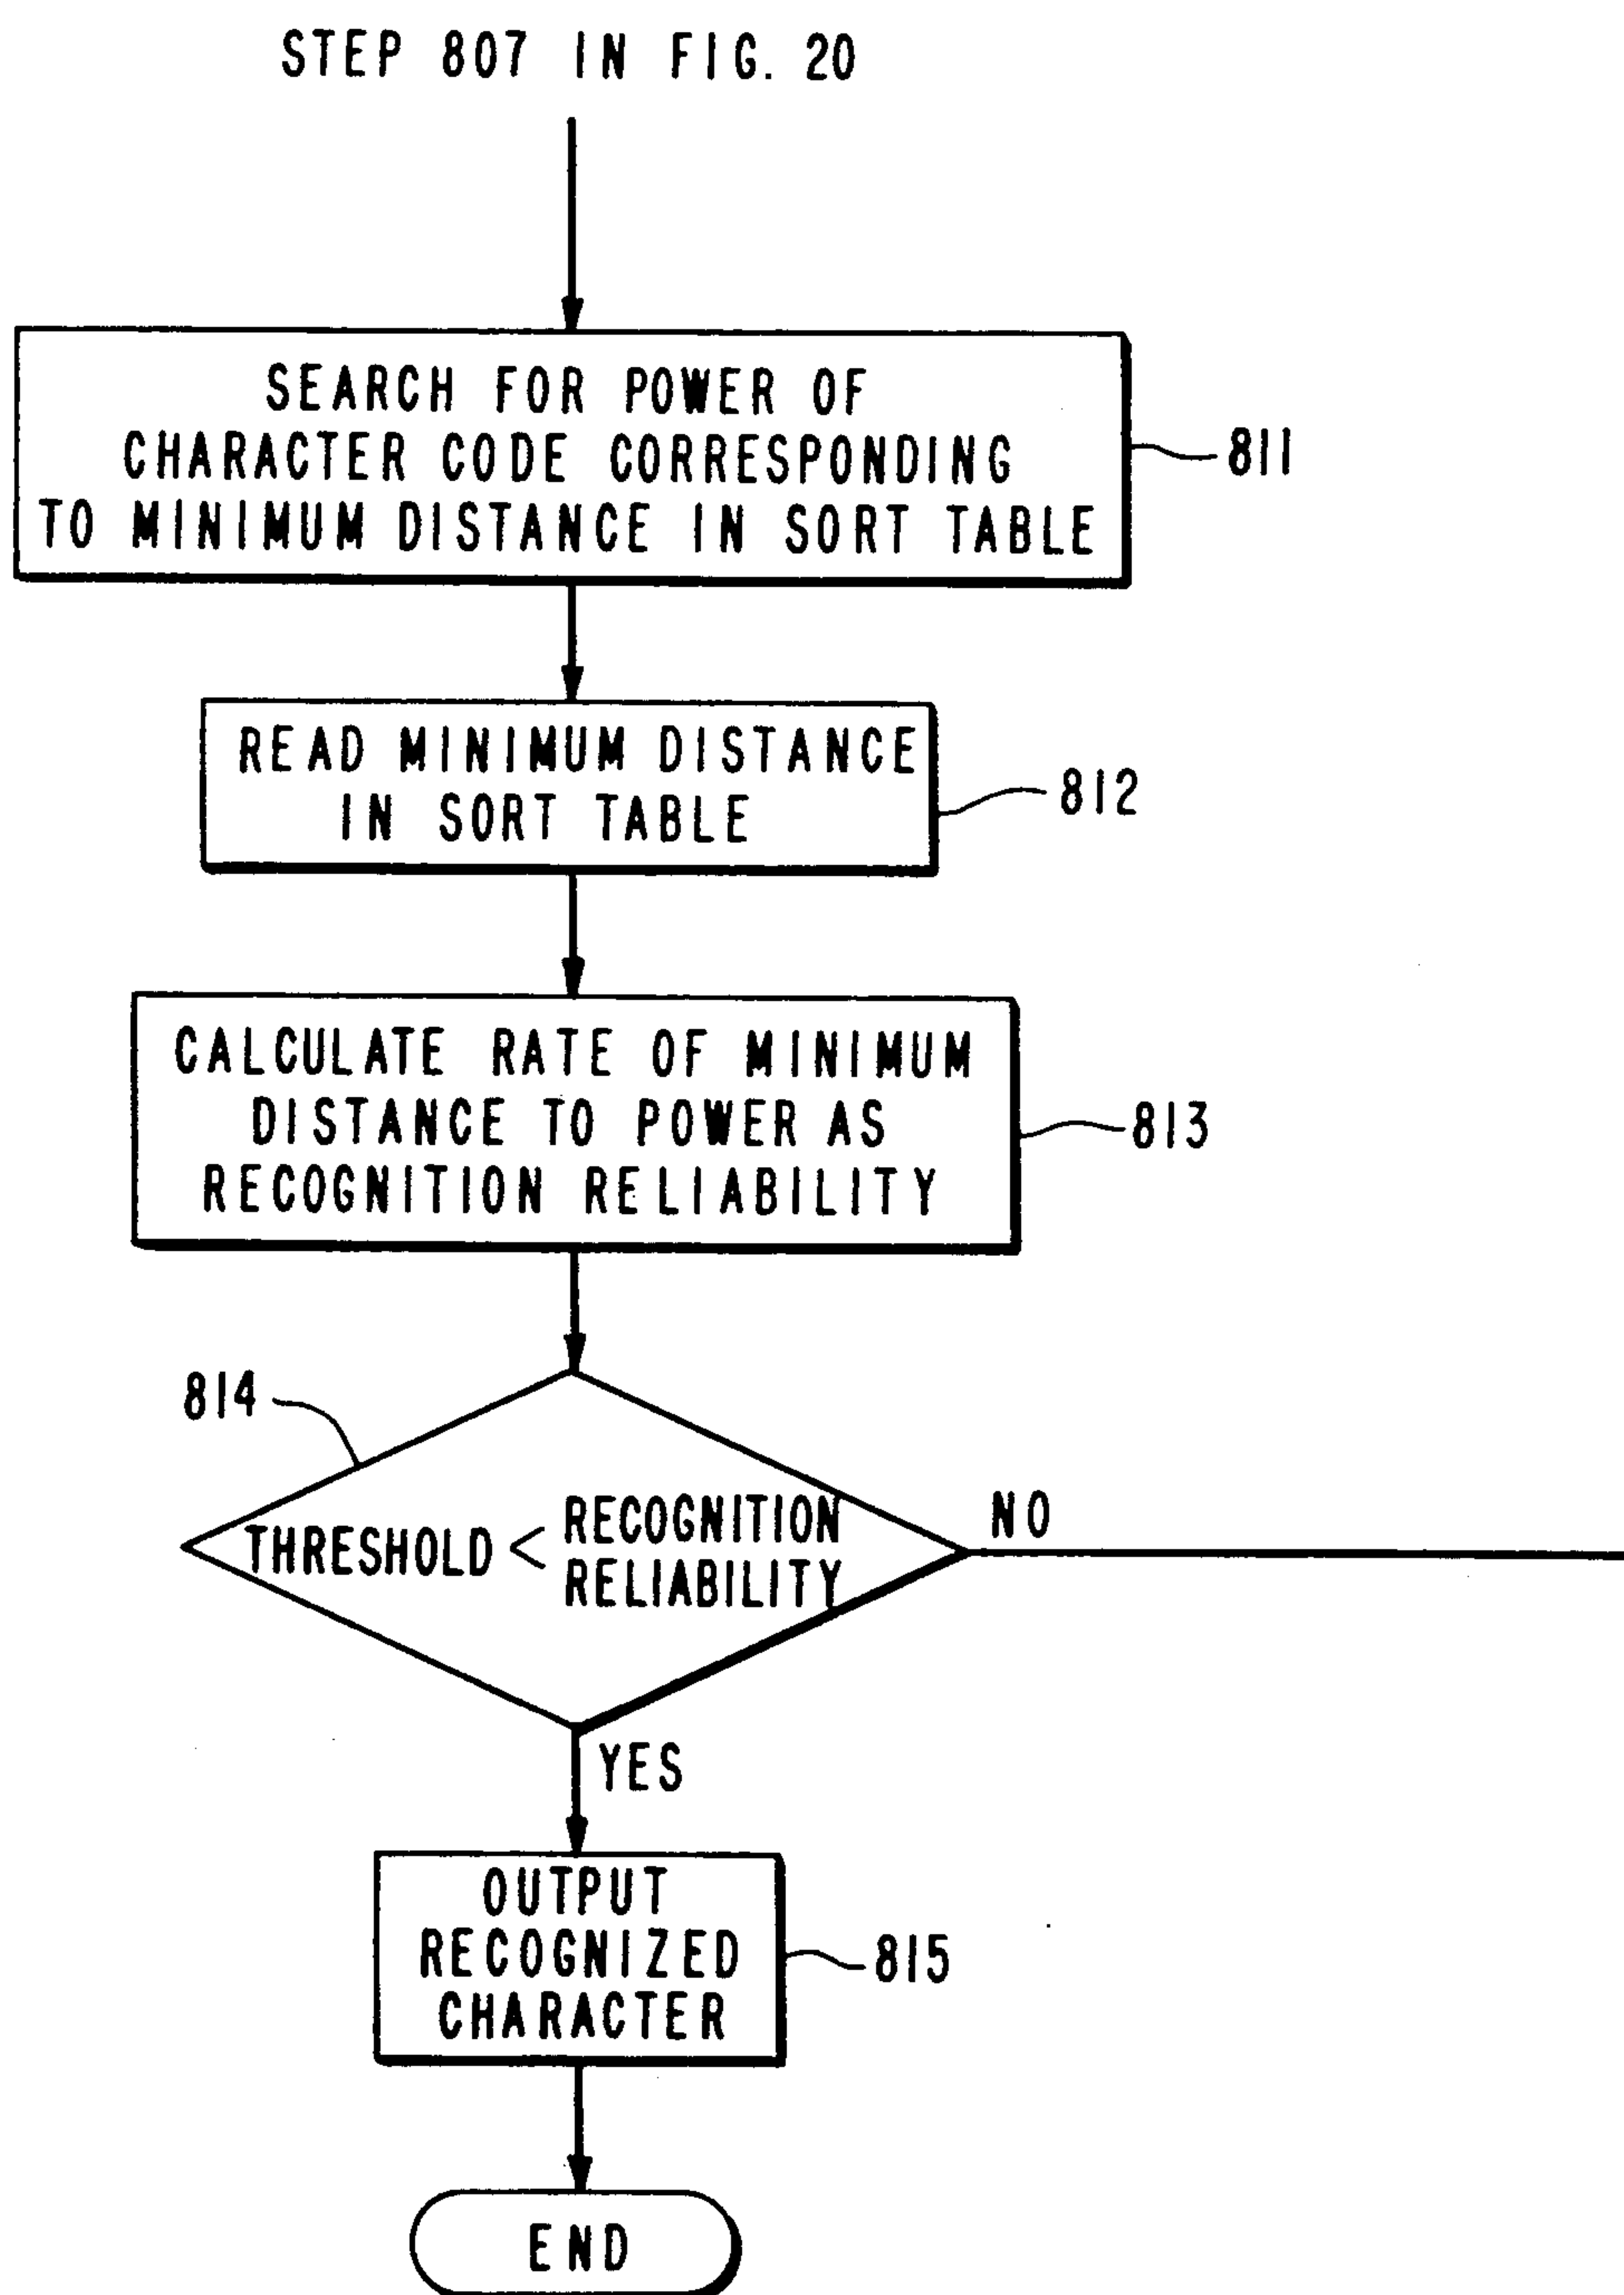 STEP 807 IN FIG. 20
SEARCH FOR POWER OF
CHARACTER CODE CORRESPONDING
TO MINIMUM DISTANCE IN SORT TABLE
811
READ MINIMUM DISTANCE
IN SORT TABLE
812
CALCULATE RATE OF MINIMUM
DISTANCE TO POWER AS
RECOGNITION RELIABILITY
813
814
THRESHOLD < RECOGNITION
RELIABILITY
NO
YES
OUTPUT
RECOGNIZED
CHARACTER
815
END